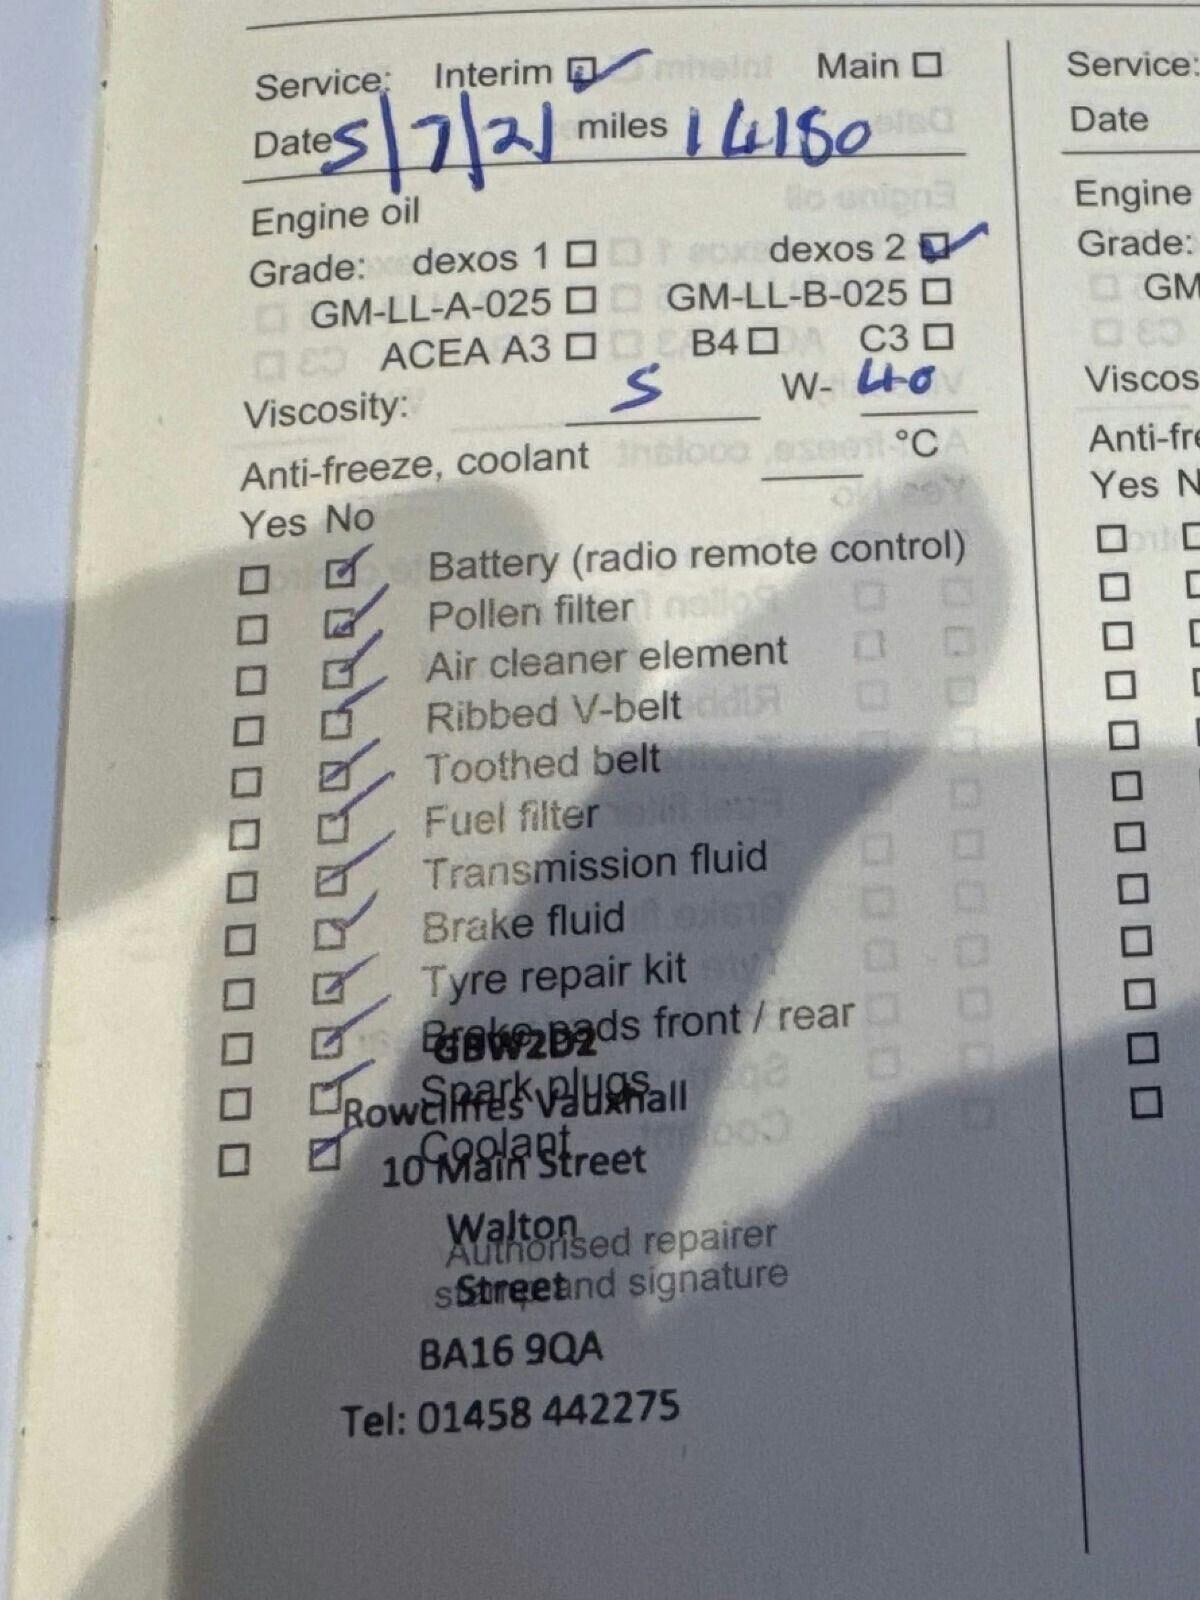 Service: Interim ☑ Main ☐
Date 5/7/21 miles 14180
Engine oil
Grade: dexos 1 ☐ dexos 2 ☑
GM-LL-A-025 ☐ GM-LL-B-025 ☐
ACEA A3 ☐ B4 ☐ C3 ☐
Viscosity: 5 W- 40
Anti-freeze, coolant ____ °C
Yes No
☐ ☑ Battery (radio remote control)
☐ ☑ Pollen filter
☐ ☑ Air cleaner element
☐ ☑ Ribbed V-belt
☐ ☑ Toothed belt
☐ ☑ Fuel filter
☐ ☑ Transmission fluid
☐ ☑ Brake fluid
☐ ☑ Tyre repair kit
☐ ☑ Brake pads front / rear
GBW2D2
☐ ☑ Spark plugs
Rowcliffes Vauxhall
☐ ☑ Coolant
10 Main Street
Walton
Authorised repairer
stamp and signature
Street
BA16 9QA
Tel: 01458 442275
Service:
Date
Engine
Grade:
GM
Viscos
Anti-fre
Yes N